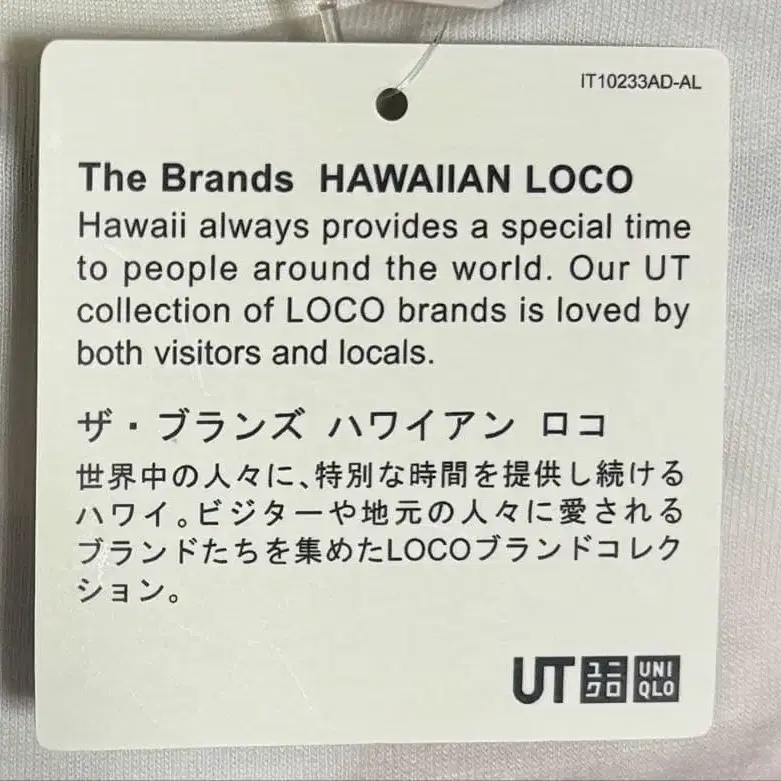 IT10233AD-AL
The Brands HAWAIIAN LOCO
Hawaii always provides a special time
to people around the world. Our UT
collection of LOCO brands is loved by
both visitors and locals.
ザ・ブランズ ハワイアン ロコ
世界中の人々に、特別な時間を提供し続ける
ハワイ。ビジターや地元の人々に愛される
ブランドたちを集めたLOCOブランドコレク
ション。
UT ユニクロ UNIQLO